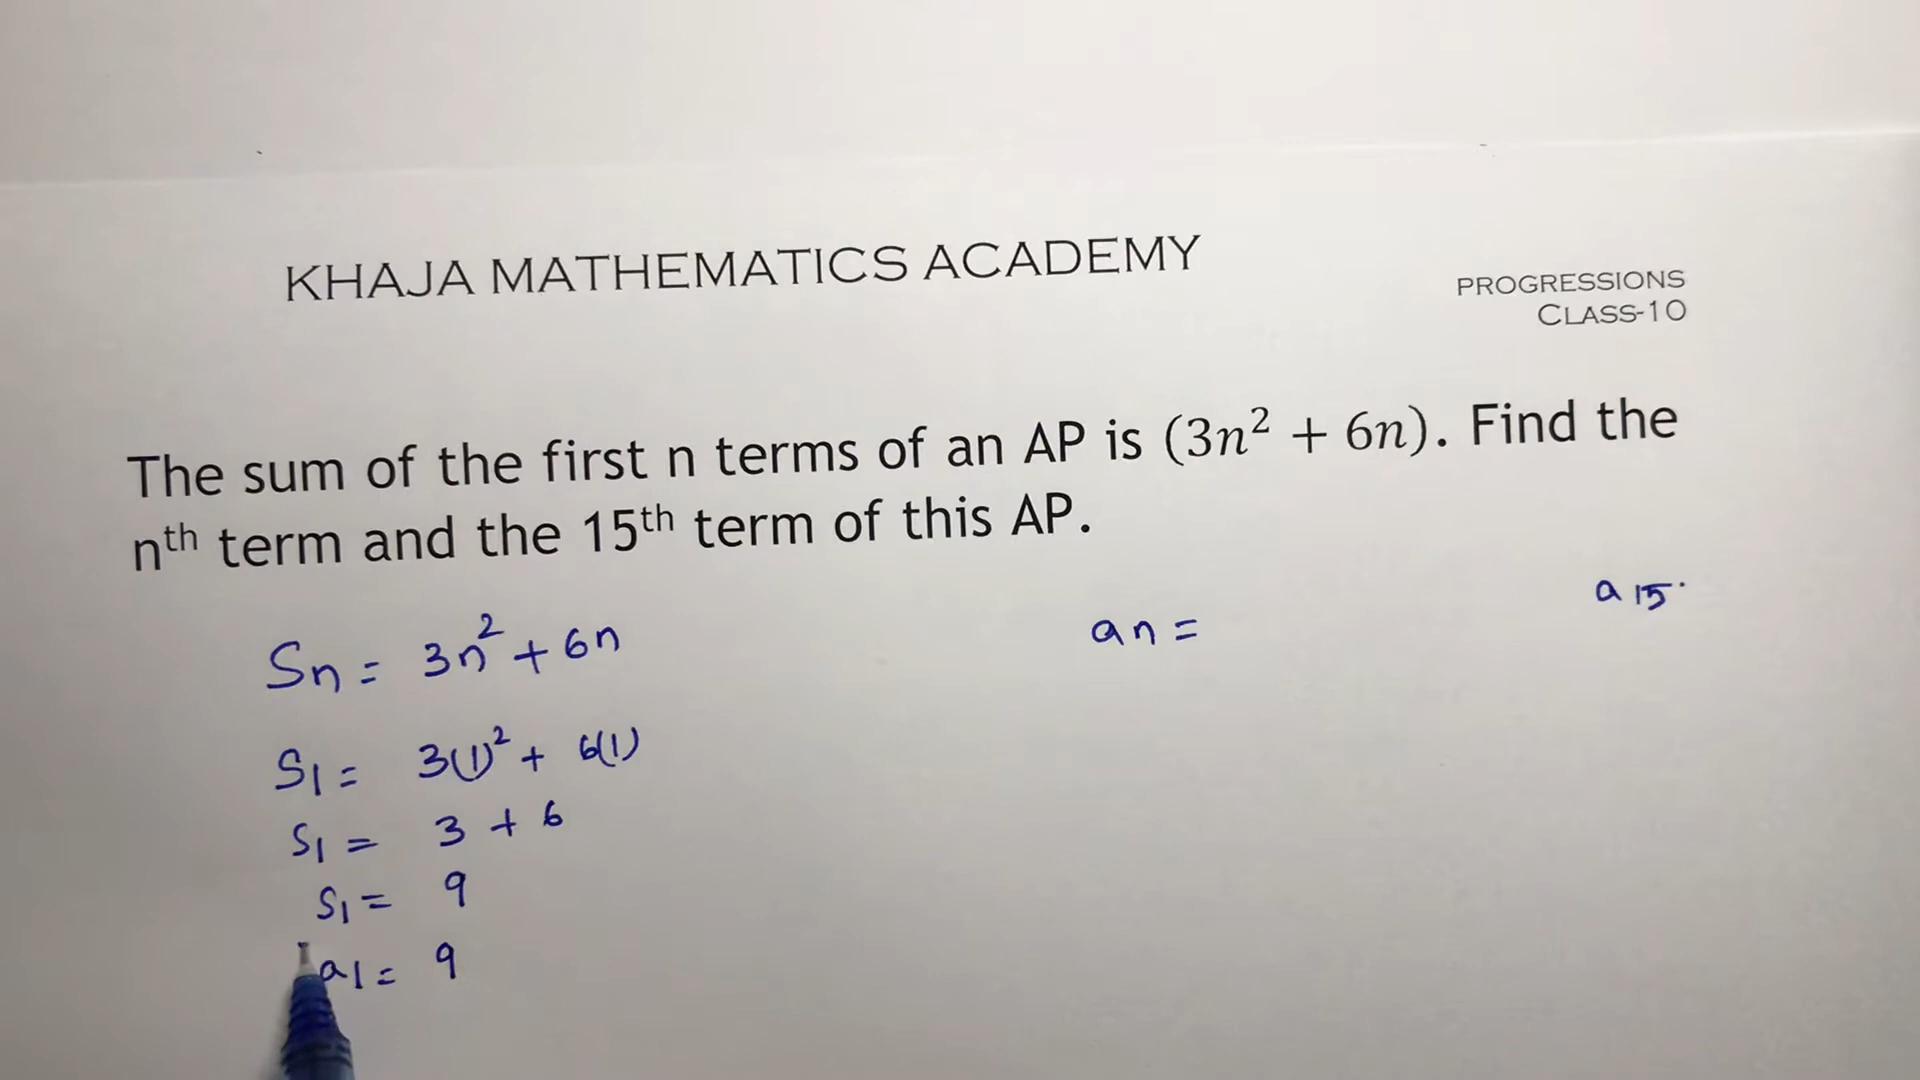 KHAJA MATHEMATICS ACADEMY
PROGRESSIONS
CLASS-10
The sum of the first n terms of an AP is (3n² + 6n). Find the
nᵗʰ term and the 15ᵗʰ term of this AP.
Sn = 3n² + 6n
an =
a15.
S1 = 3(1)² + 6(1)
S1 = 3 + 6
S1 = 9
a1 = 9